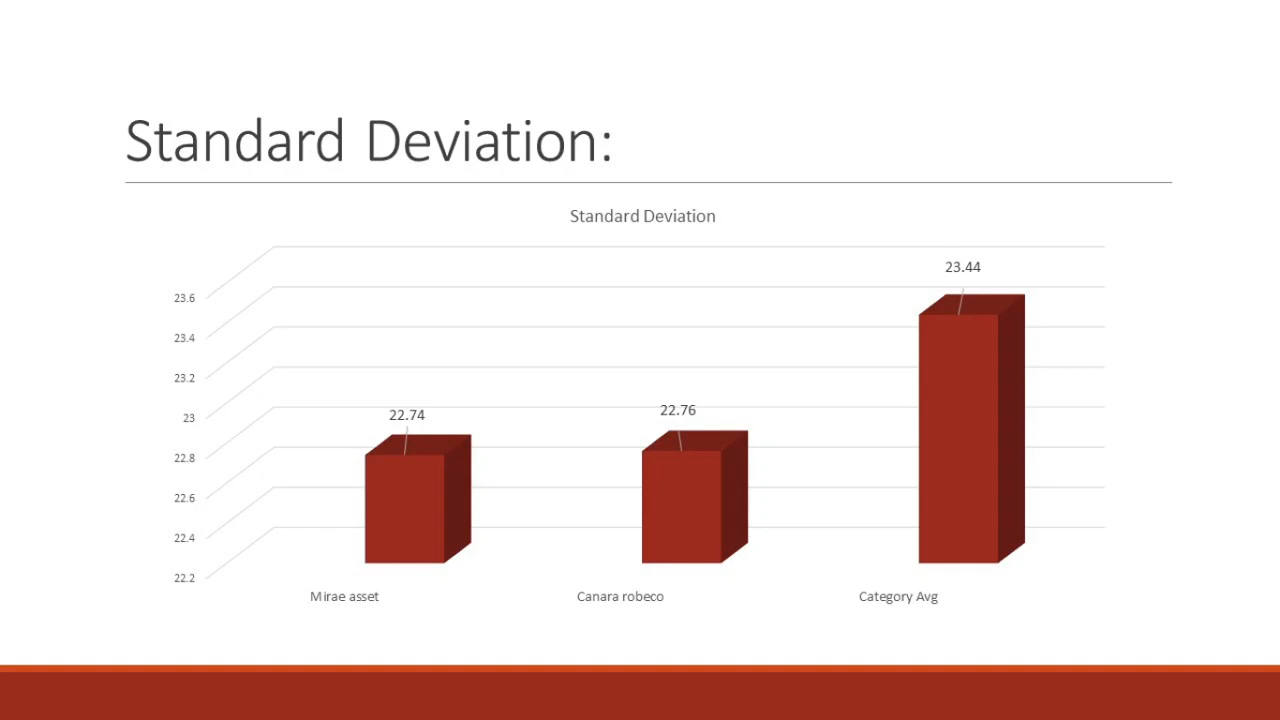 Standard Deviation:
Standard Deviation
23.6
23.4
23.2
23
22.8
22.6
22.4
22.2
22.74
22.76
23.44
Mirae asset
Canara robeco
Category Avg